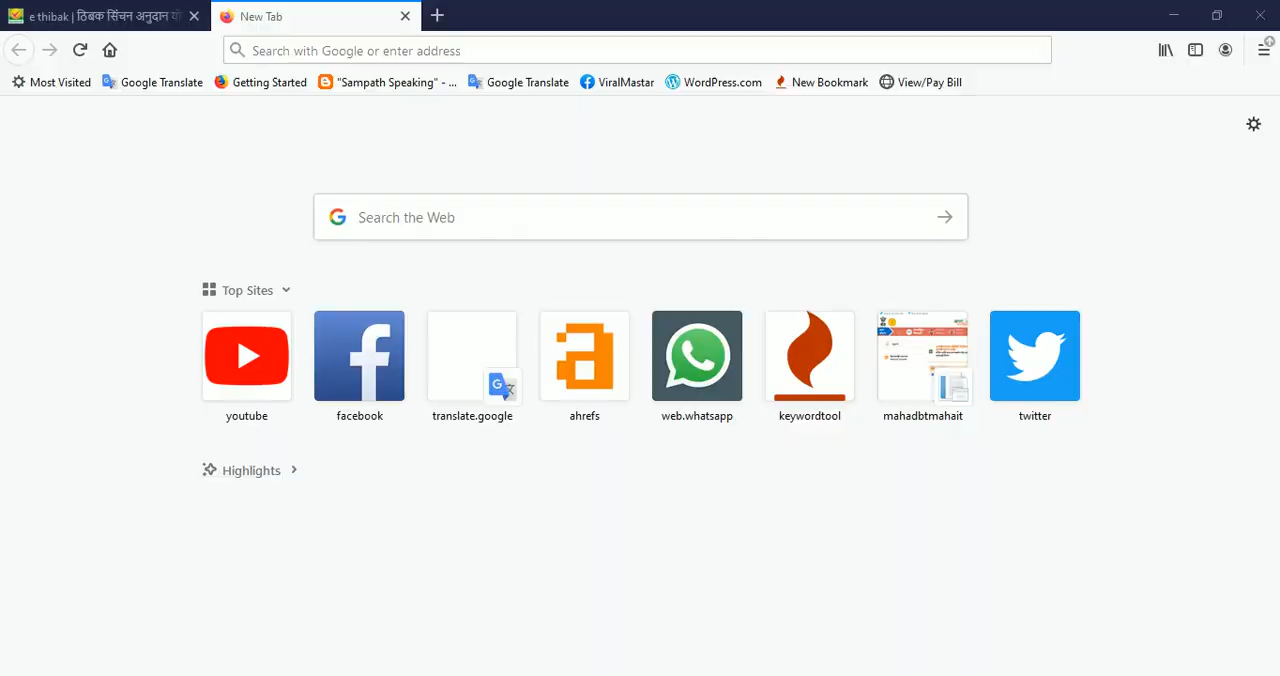 e thibak | ठिबक सिंचन अनुदान
New Tab
Search with Google or enter address
Most Visited
Google Translate
Getting Started
"Sampath Speaking" - ...
Google Translate
ViralMastar
WordPress.com
New Bookmark
View/Pay Bill
Search the Web
Top Sites
youtube
facebook
translate.google
ahrefs
web.whatsapp
keywordtool
mahadbtmahait
twitter
Highlights